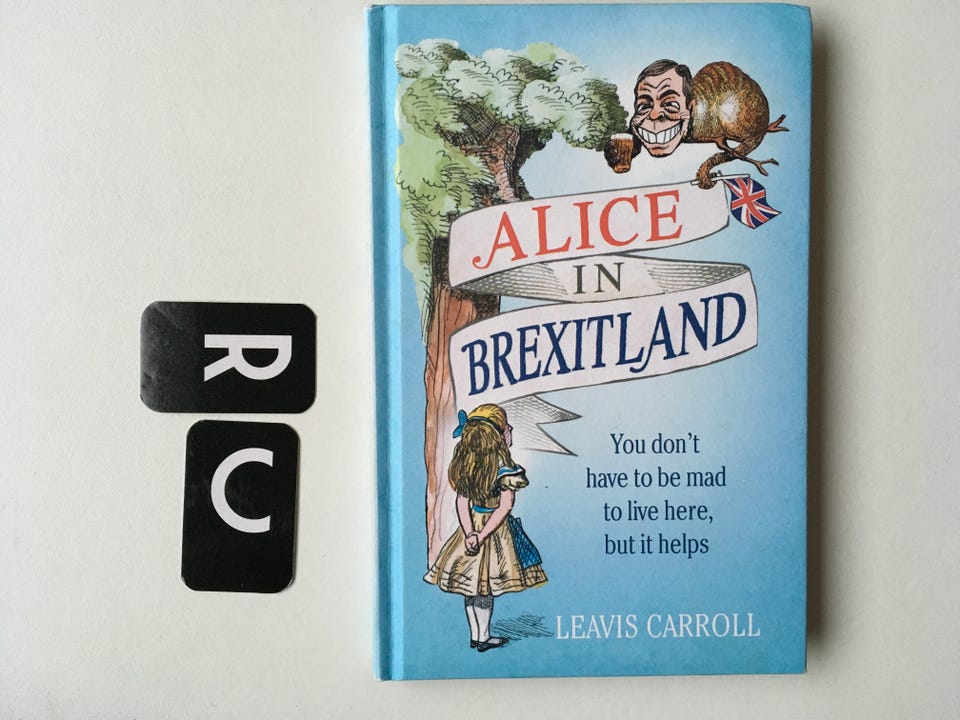 R
C
ALICE
IN
BREXITLAND
You don't
have to be mad
to live here,
but it helps
LEAVIS CARROLL